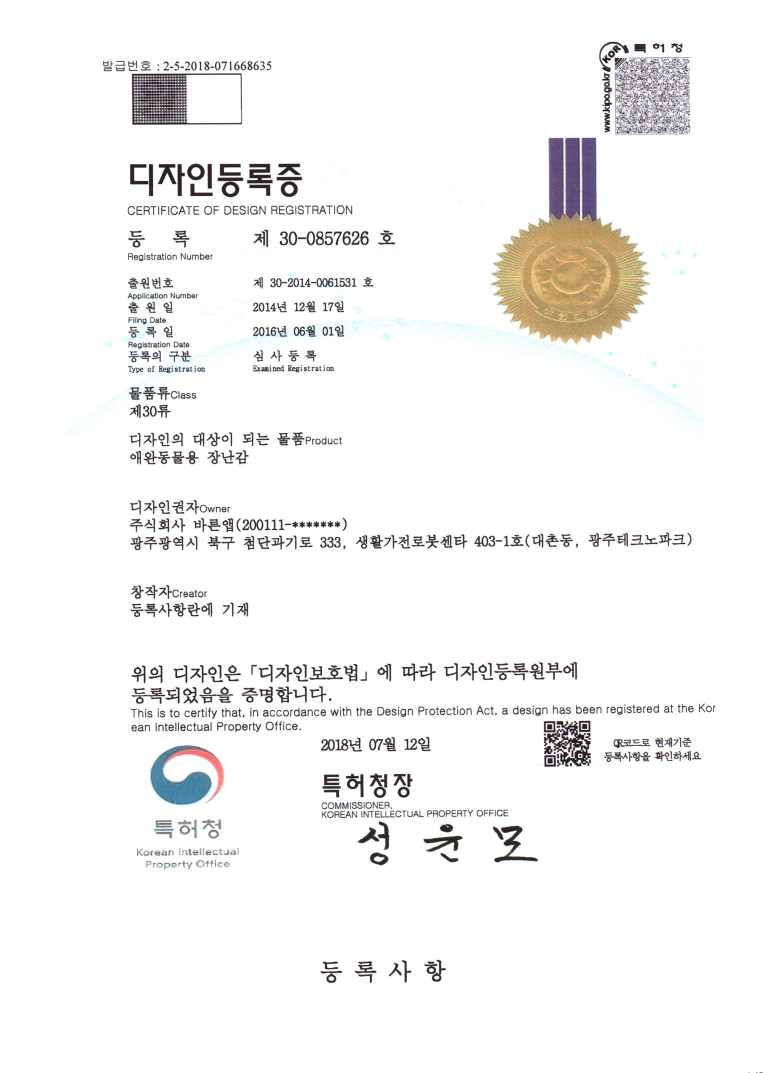 발급번호 : 2-5-2018-071668635
특허청
KOR
www.kipo.go.kr
디자인등록증
CERTIFICATE OF DESIGN REGISTRATION
등 록 제 30-0857626 호
Registration Number
출원번호 제 30-2014-0061531 호
Application Number
출 원 일 2014년 12월 17일
Filing Date
등 록 일 2016년 06월 01일
Registration Date
등록의 구분 심 사 등 록
Type of Registration Examined Registration
물품류Class
제30류
디자인의 대상이 되는 물품Product
애완동물용 장난감
디자인권자Owner
주식회사 바른앱(200111-*******)
광주광역시 북구 첨단과기로 333, 생활가전로봇센타 403-1호(대촌동, 광주테크노파크)
창작자Creator
등록사항란에 기재
위의 디자인은 「디자인보호법」에 따라 디자인등록원부에
등록되었음을 증명합니다.
This is to certify that, in accordance with the Design Protection Act, a design has been registered at the Kor
ean Intellectual Property Office.
2018년 07월 12일
QR코드로 현재기준
등록사항을 확인하세요
특허청장
COMMISSIONER,
KOREAN INTELLECTUAL PROPERTY OFFICE
성윤모
특허청
Korean Intellectual
Property Office
등록사항